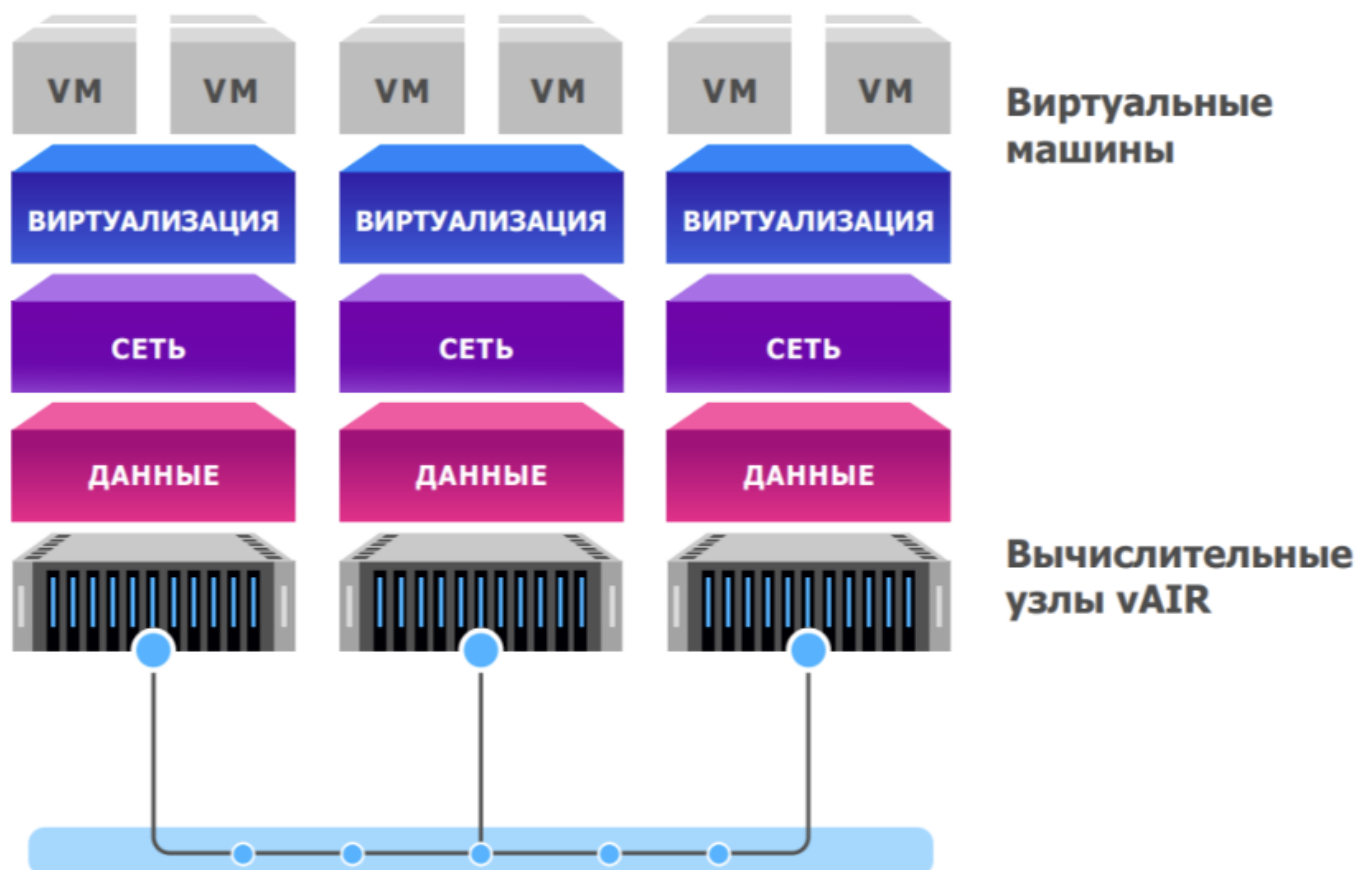 VM VM VM VM VM VM
Виртуальные
машины
ВИРТУАЛИЗАЦИЯ ВИРТУАЛИЗАЦИЯ ВИРТУАЛИЗАЦИЯ
СЕТЬ СЕТЬ СЕТЬ
ДАННЫЕ ДАННЫЕ ДАННЫЕ
Вычислительные
узлы vAIR